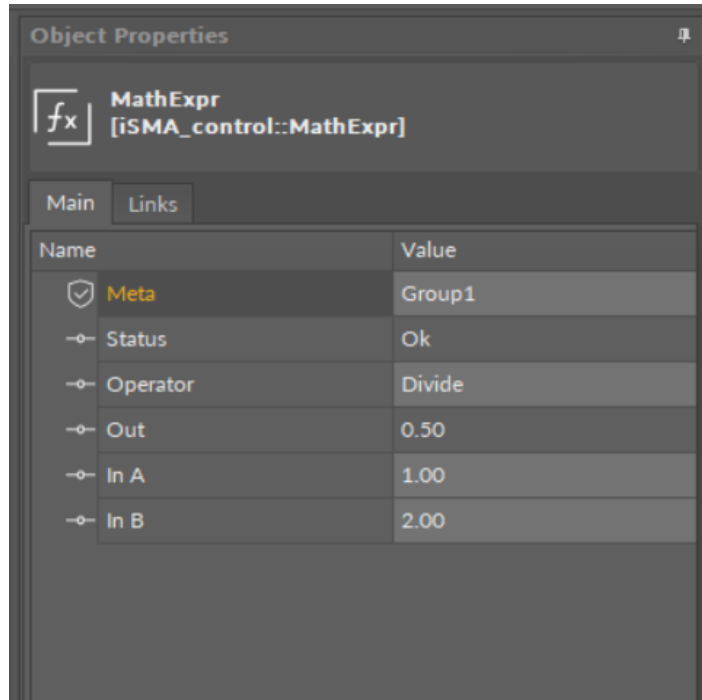 Object Properties
fx
MathExpr
[iSMA_control::MathExpr]
Main Links
Name Value
Meta Group1
Status Ok
Operator Divide
Out 0.50
In A 1.00
In B 2.00